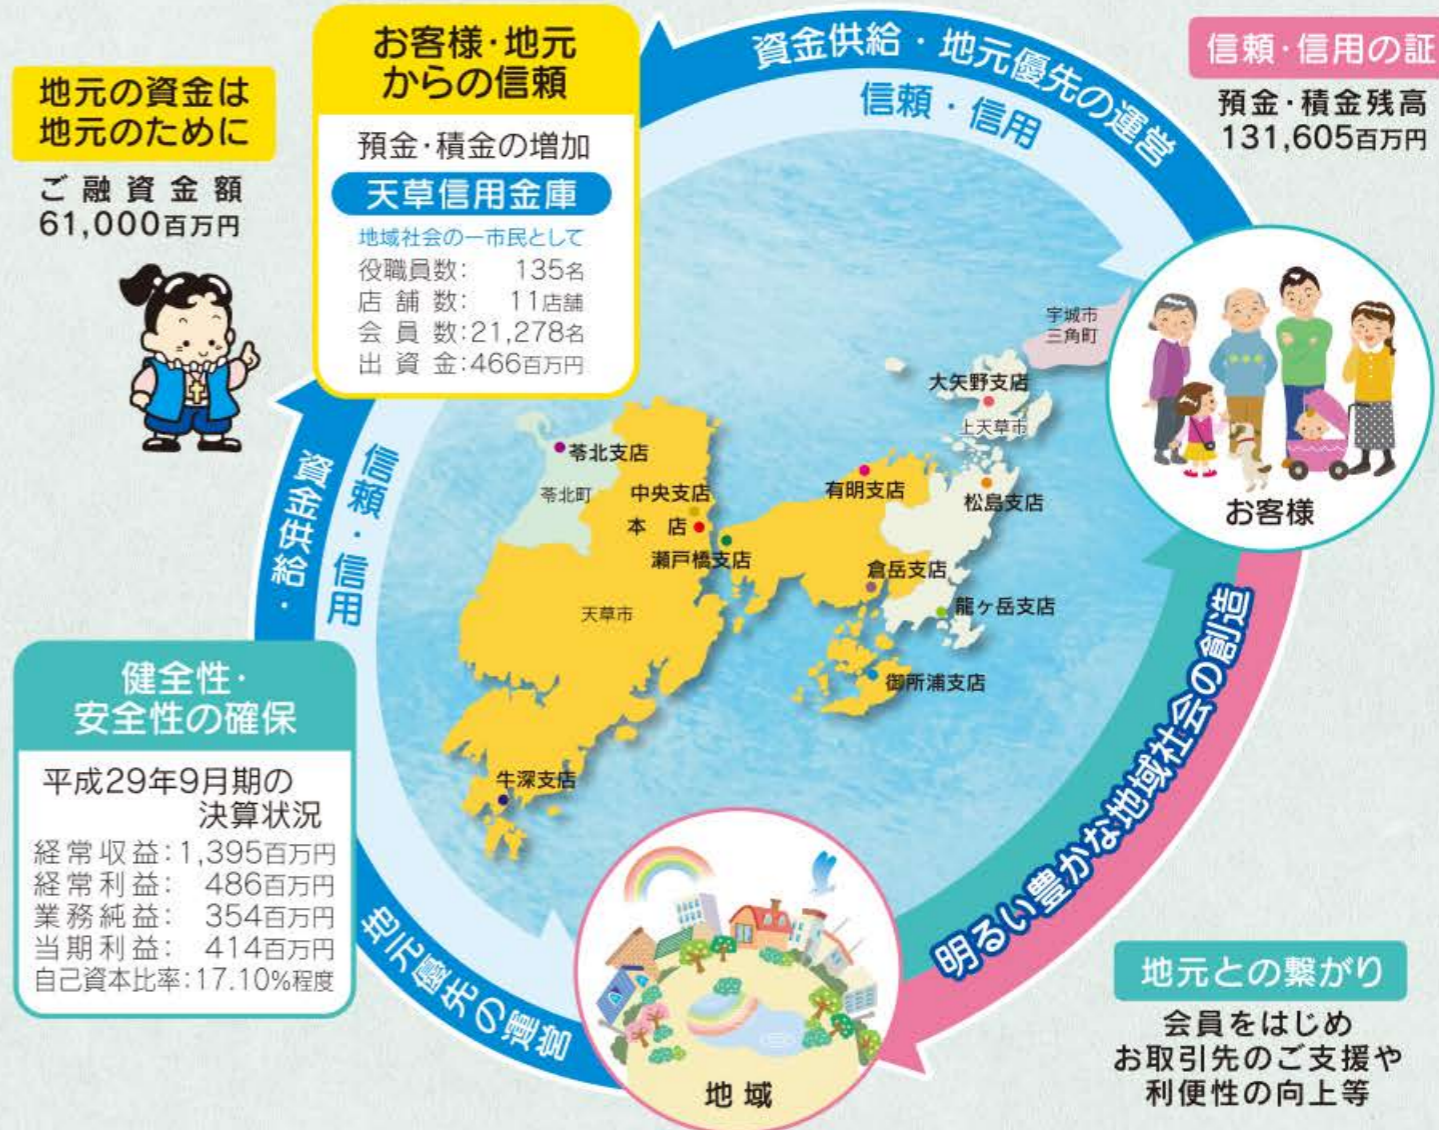 地元の資金は
地元のために
ご融資金額
61,000百万円
お客様・地元
からの信頼
預金・積金の増加
天草信用金庫
地域社会の一市民として
役職員数： 135名
店舗数： 11店舗
会員数：21,278名
出資金：466百万円
資金供給・地元優先の運営
信頼・信用
信頼・信用の証
預金・積金残高
131,605百万円
お客様
宇城市
三角町
大矢野支店
上天草市
苓北支店
苓北町
中央支店
本 店
瀬戸橋支店
有明支店
松島支店
倉岳支店
龍ヶ岳支店
天草市
御所浦支店
牛深支店
資金供給・
信頼・信用
地元優先の運営
健全性・
安全性の確保
平成29年9月期の
決算状況
経常収益：1,395百万円
経常利益： 486百万円
業務純益： 354百万円
当期利益： 414百万円
自己資本比率：17.10%程度
地域
明るい豊かな地域社会の創造
地元との繋がり
会員をはじめ
お取引先のご支援や
利便性の向上等